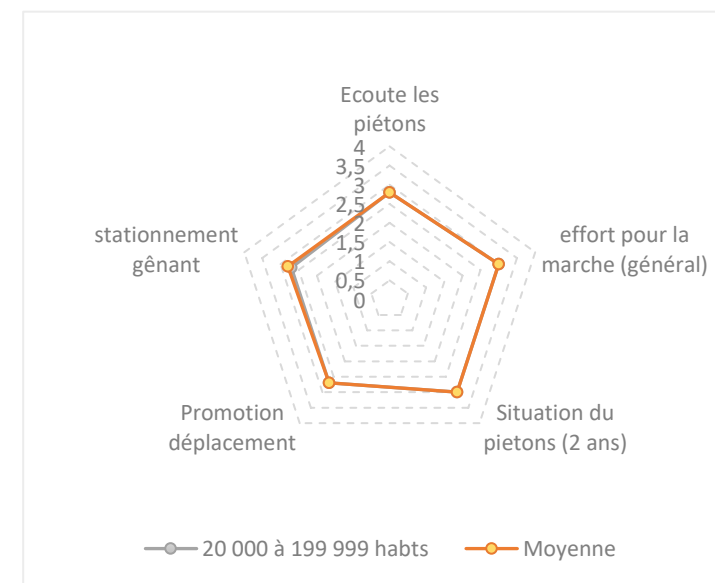 Ecoute les
piétons
4
3,5
3
2,5
2
1,5
1
0,5
0
effort pour la
marche (général)
stationnement
gênant
Promotion
déplacement
Situation du
pietons (2 ans)
20 000 à 199 999 habts
Moyenne